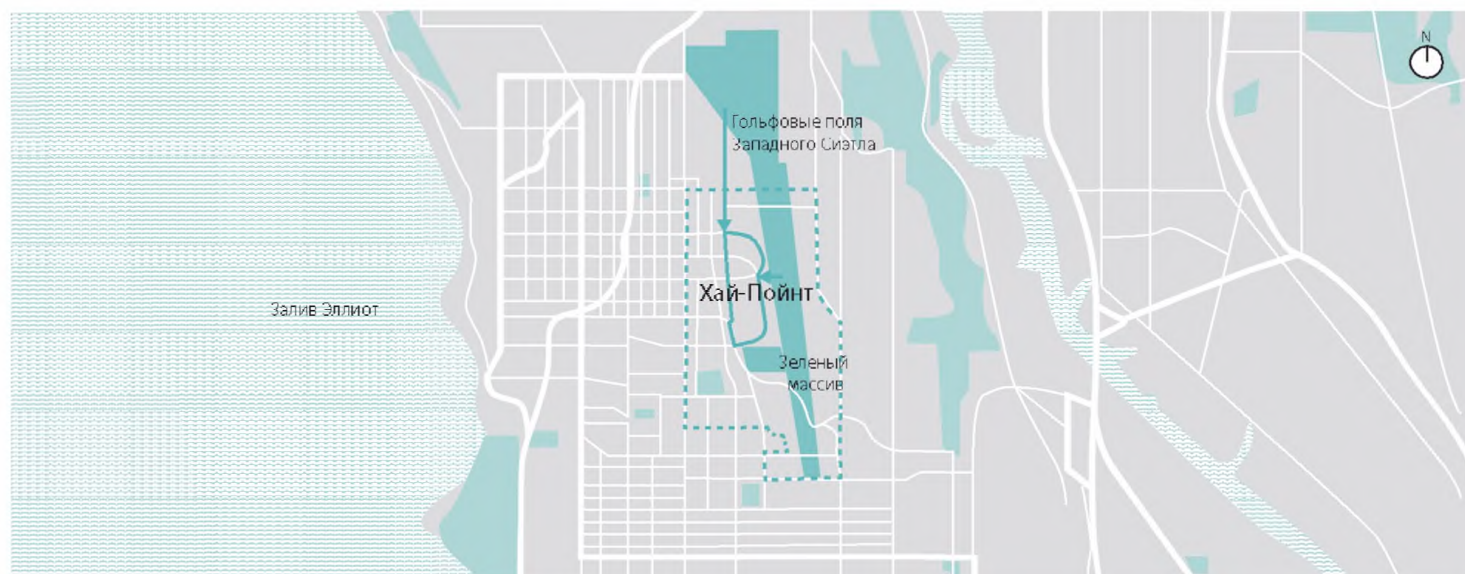 N
Гольфовые поля
Западного Сиэтла
Хай-Пойнт
Залив Эллиот
Зеленый
массив